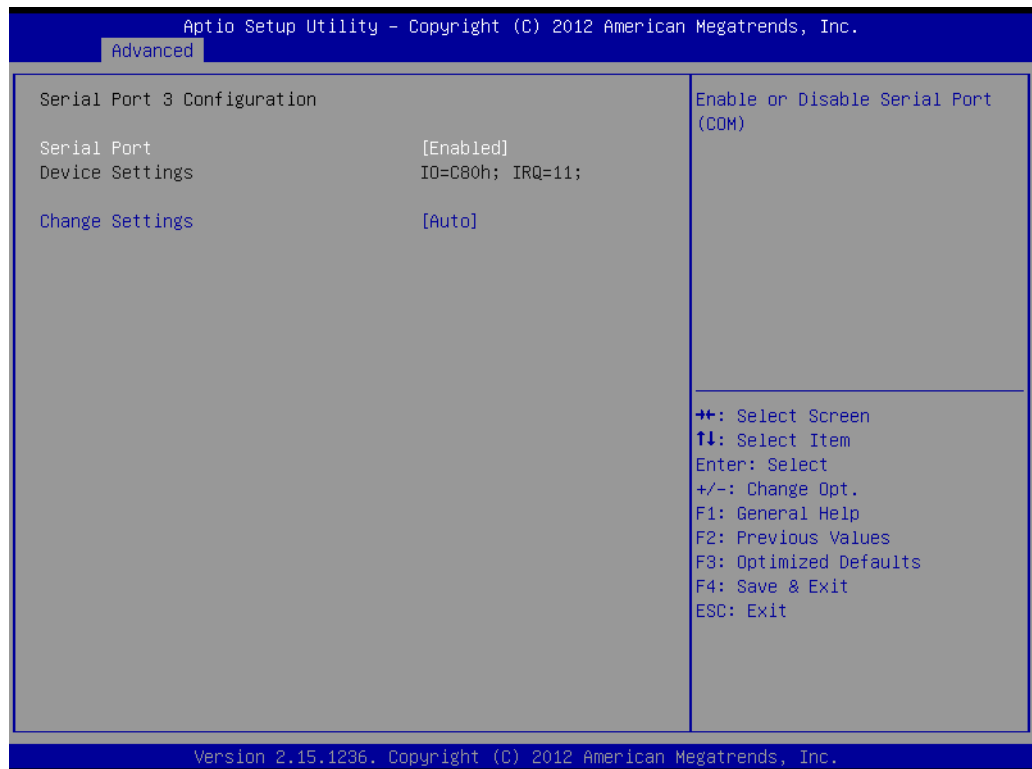 Aptio Setup Utility – Copyright (C) 2012 American Megatrends, Inc.
Advanced
Serial Port 3 Configuration
Serial Port [Enabled]
Device Settings IO=C80h; IRQ=11;
Change Settings [Auto]
Enable or Disable Serial Port
(COM)
→←: Select Screen
↑↓: Select Item
Enter: Select
+/-: Change Opt.
F1: General Help
F2: Previous Values
F3: Optimized Defaults
F4: Save & Exit
ESC: Exit
Version 2.15.1236. Copyright (C) 2012 American Megatrends, Inc.